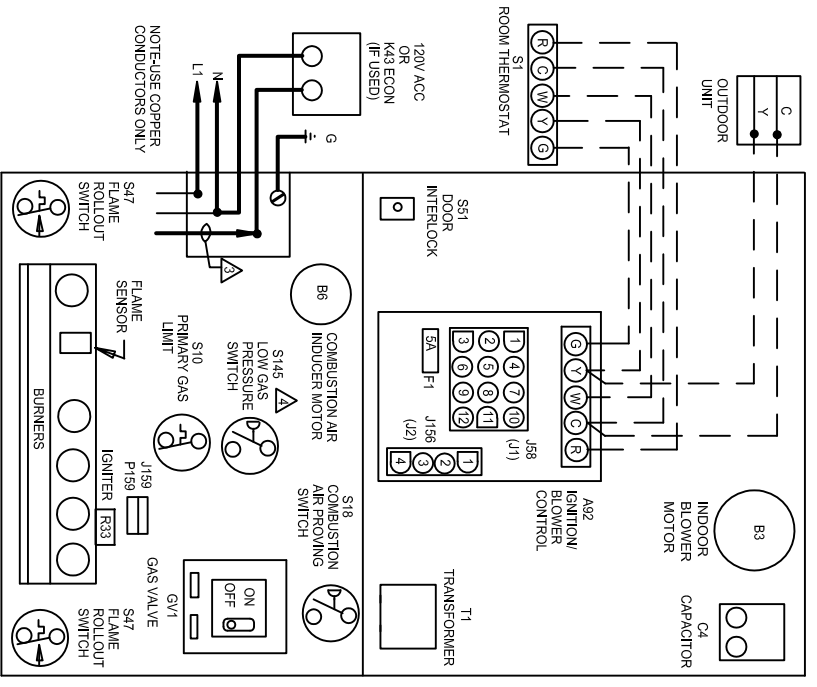 OUTDOOR
UNIT
C
Y
B3
INDOOR
BLOWER
MOTOR
C4
CAPACITOR
S1
ROOM THERMOSTAT
R
C
W
Y
G
A92
IGNITION/
BLOWER
CONTROL
G
Y
W
C
R
J58
(J1)
1 4 7 10
2 5 8 11
3 6 9 12
J156
(J2)
1
2
3
4
5A
F1
S51
DOOR
INTERLOCK
T1
TRANSFORMER
120V ACC
OR
K43 ECON
(IF USED)
G
N
L1
NOTE-USE COPPER
CONDUCTORS ONLY
3
B6
COMBUSTION AIR
INDUCER MOTOR
S18
COMBUSTION
AIR PROVING
SWITCH
S145
LOW GAS
PRESSURE
SWITCH
4
S10
PRIMARY GAS
LIMIT
ON
OFF
GV1
GAS VALVE
J159
P159
FLAME
SENSOR
IGNITER
R33
S47
FLAME
ROLLOUT
SWITCH
BURNERS
S47
FLAME
ROLLOUT
SWITCH